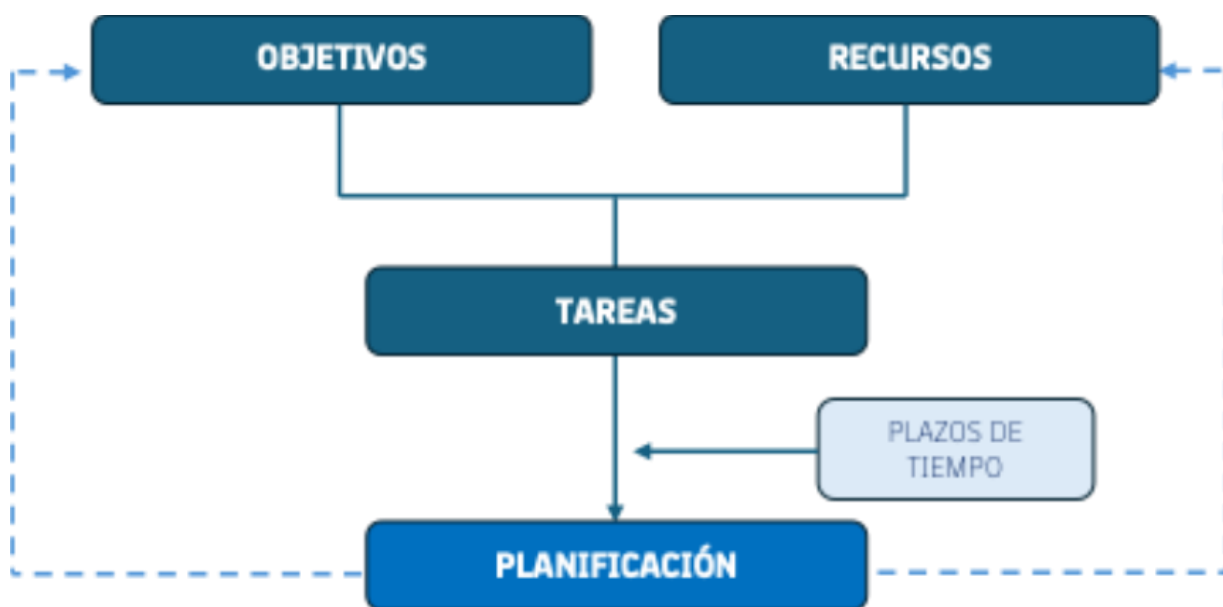 OBJETIVOS
RECURSOS
TAREAS
PLAZOS DE
TIEMPO
PLANIFICACIÓN